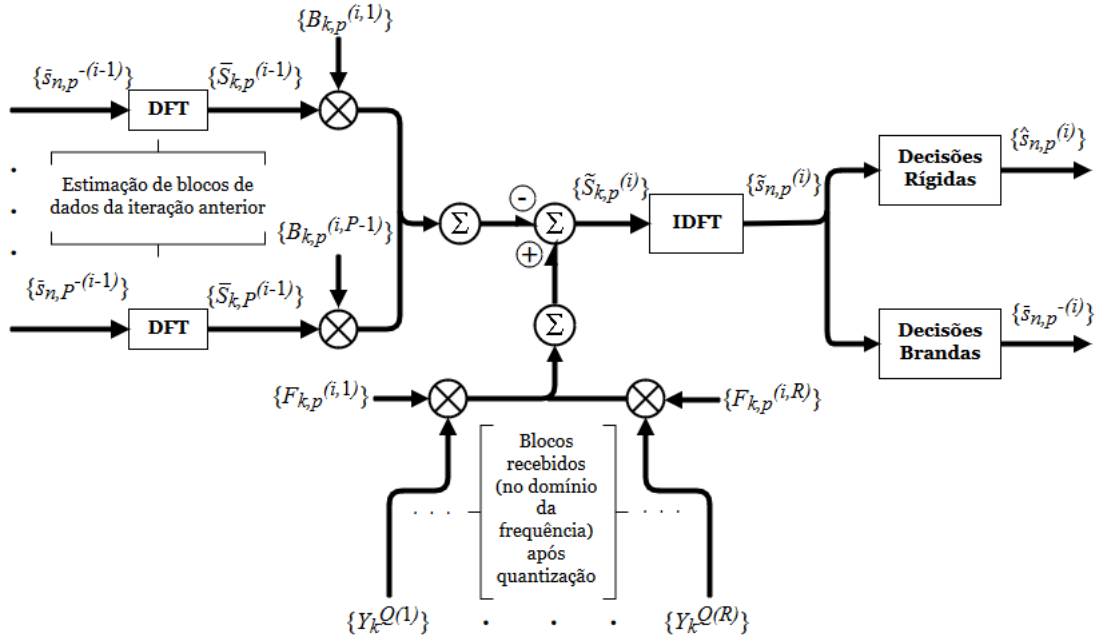 {B_{k,p}^{(i,1)}}
{s̄_{n,p}^{-(i-1)}}
{S̄_{k,p}^{(i-1)}}
DFT
Estimação de blocos de
dados da iteração anterior
{B_{k,p}^{(i,P-1)}}
{s̄_{n,P}^{-(i-1)}}
{S̄_{k,P}^{(i-1)}}
DFT
Σ
-
Σ
+
Σ
{S̃_{k,p}^{(i)}}
IDFT
{s̃_{n,p}^{(i)}}
Decisões
Rígidas
{ŝ_{n,p}^{(i)}}
Decisões
Brandas
{s̄_{n,p}^{-(i)}}
{F_{k,p}^{(i,1)}}
{F_{k,p}^{(i,R)}}
Blocos
recebidos
(no domínio
da
frequência)
após
quantização
{Y_k^{Q(1)}}
{Y_k^{Q(R)}}